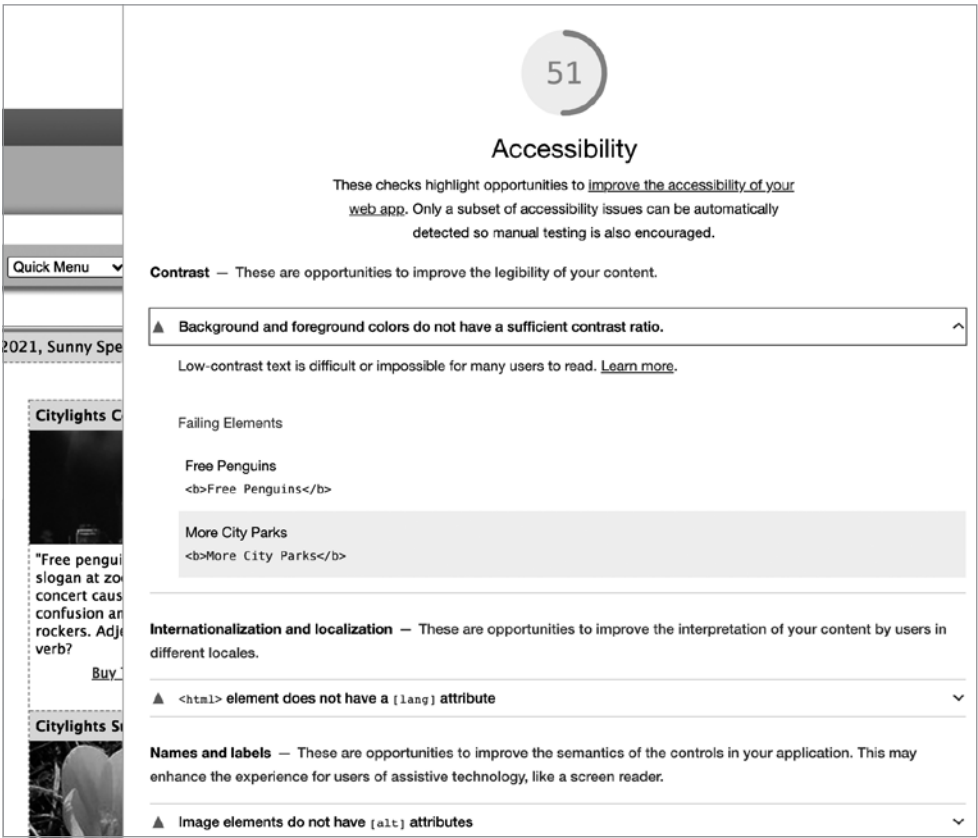 51
Accessibility
These checks highlight opportunities to improve the accessibility of your
web app. Only a subset of accessibility issues can be automatically
detected so manual testing is also encouraged.
Contrast — These are opportunities to improve the legibility of your content.
Background and foreground colors do not have a sufficient contrast ratio.
Low-contrast text is difficult or impossible for many users to read. Learn more.
Failing Elements
Free Penguins
<b>Free Penguins</b>
More City Parks
<b>More City Parks</b>
Internationalization and localization — These are opportunities to improve the interpretation of your content by users in
different locales.
<html> element does not have a [lang] attribute
Names and labels — These are opportunities to improve the semantics of the controls in your application. This may
enhance the experience for users of assistive technology, like a screen reader.
Image elements do not have [alt] attributes
Quick Menu
2021, Sunny Spe
Citylights C
"Free pengui
slogan at zo
concert caus
confusion an
rockers. Adje
verb?
Buy
Citylights Su